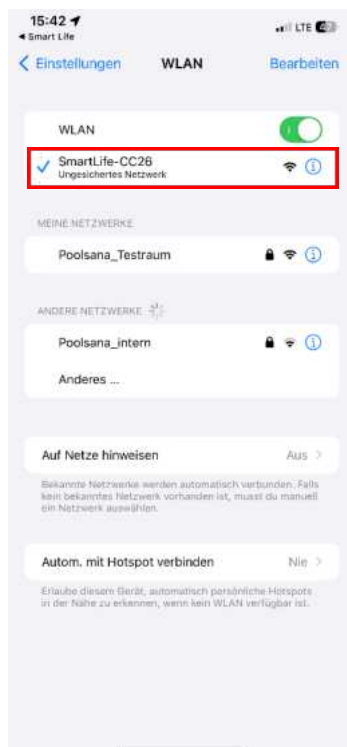 15:42
Smart Life
LTE
Einstellungen WLAN Bearbeiten
WLAN
SmartLife-CC26
Ungesichertes Netzwerk
MEINE NETZWERKE
Poolsana_Testraum
ANDERE NETZWERKE
Poolsana_intern
Anderes ...
Auf Netze hinweisen Aus
Bekannte Netzwerke werden automatisch verbunden. Falls
kein bekanntes Netzwerk vorhanden ist, musst du manuell
ein Netzwerk auswählen.
Autom. mit Hotspot verbinden Nie
Erlaube diesem Gerät, automatisch persönliche Hotspots
in der Nähe zu erkennen, wenn kein WLAN verfügbar ist.